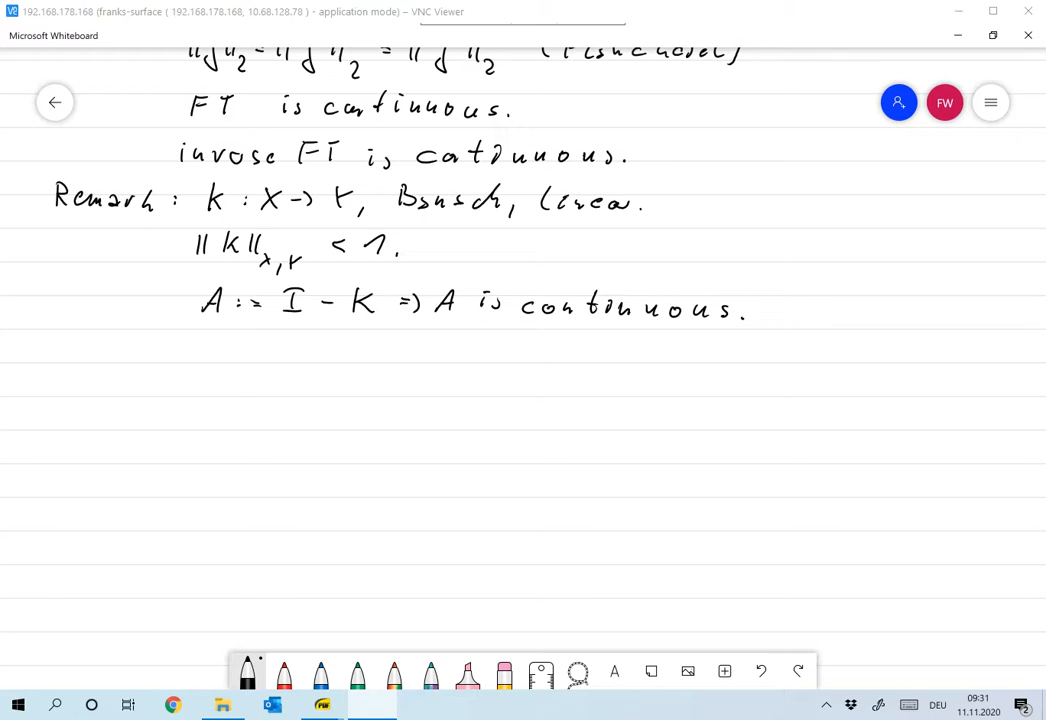 192.168.178.168 (franks-surface ( 192.168.178.168, 10.68.128.78 ) - application mode) – VNC Viewer
Microsoft Whiteboard
FW
FT is continuous.
invose FT is continuous.
Remark: K : X -> Y, Banach, linear.
|| K ||_{X,Y} < 1.
A := I - K => A is continuous.
A
DEU
09:31
11.11.2020
2